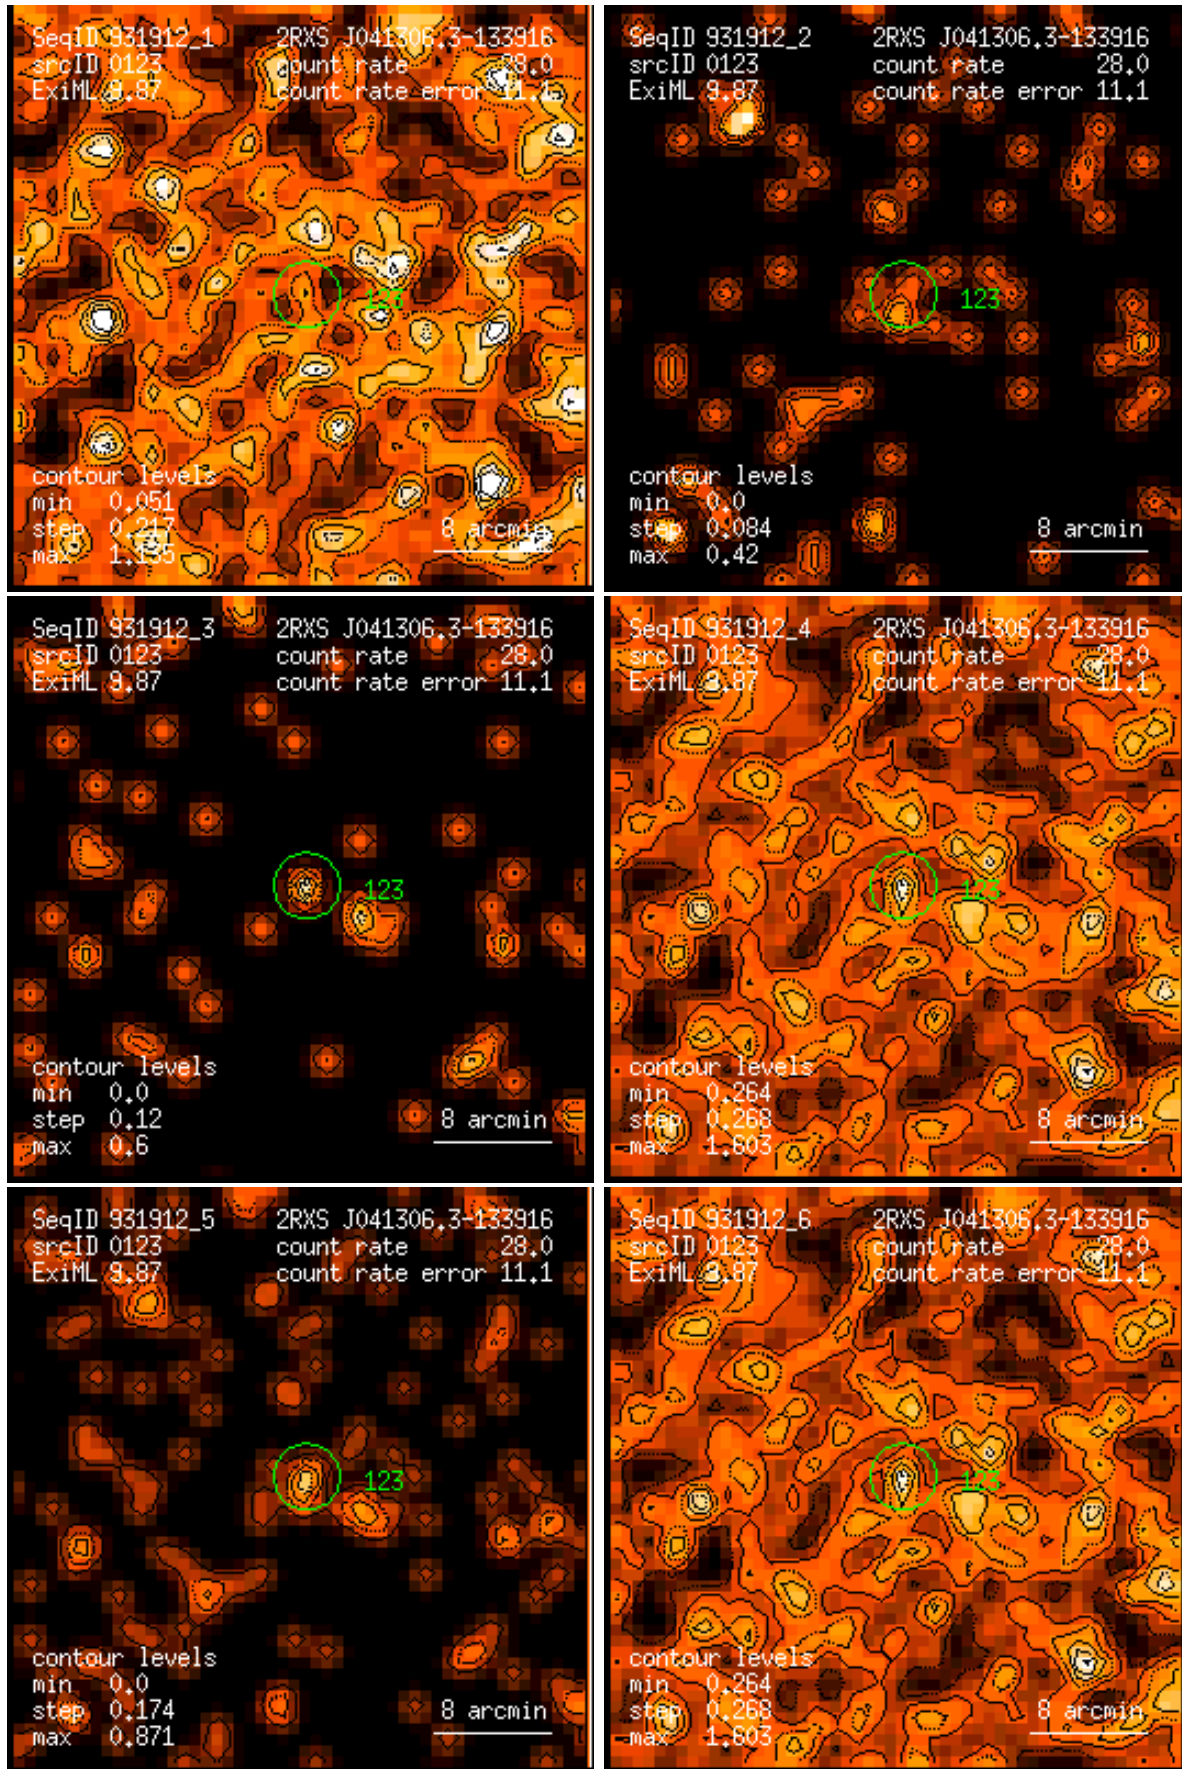 SeqID 931912_1 2RXS J041306.3-133916
srcID 0123 count rate 28.0
ExiML 9.87 count rate error 11.1
123
contour levels
min 0.051
step 0.217
max 1.135
8 arcmin
SeqID 931912_2 2RXS J041306.3-133916
srcID 0123 count rate 28.0
ExiML 9.87 count rate error 11.1
123
contour levels
min 0.0
step 0.084
max 0.42
8 arcmin
SeqID 931912_3 2RXS J041306.3-133916
srcID 0123 count rate 28.0
ExiML 9.87 count rate error 11.1
123
contour levels
min 0.0
step 0.12
max 0.6
8 arcmin
SeqID 931912_4 2RXS J041306.3-133916
srcID 0123 count rate 28.0
ExiML 9.87 count rate error 11.1
123
contour levels
min 0.264
step 0.268
max 1.603
8 arcmin
SeqID 931912_5 2RXS J041306.3-133916
srcID 0123 count rate 28.0
ExiML 9.87 count rate error 11.1
123
contour levels
min 0.0
step 0.174
max 0.871
8 arcmin
SeqID 931912_6 2RXS J041306.3-133916
srcID 0123 count rate 28.0
ExiML 9.87 count rate error 11.1
123
contour levels
min 0.264
step 0.268
max 1.603
8 arcmin